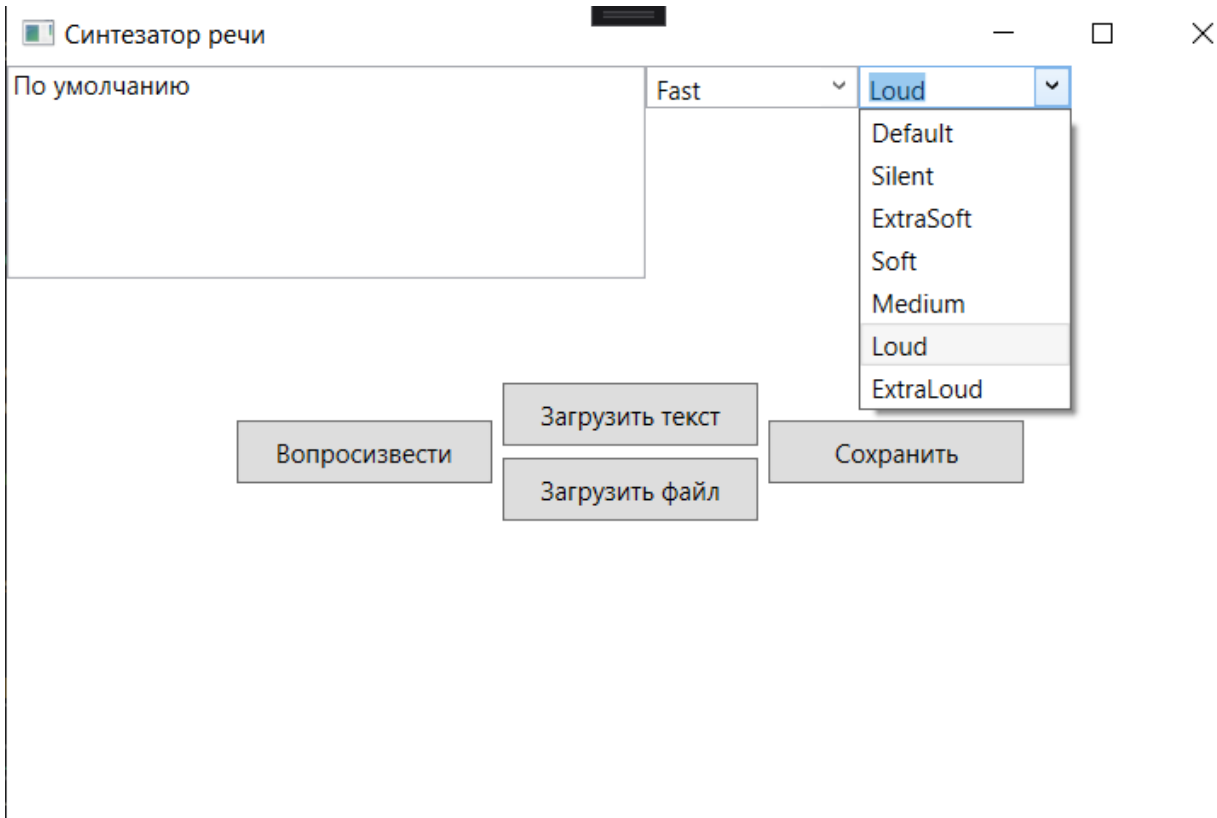 Синтезатор речи
По умолчанию
Fast
Loud
Default
Silent
ExtraSoft
Soft
Medium
Loud
ExtraLoud
Загрузить текст
Вопросизвести
Сохранить
Загрузить файл